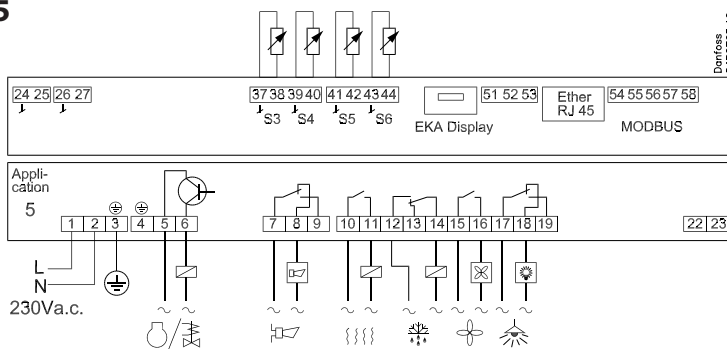 5
Danfoss
24 25 26 27 37 38 39 40 41 42 43 44 51 52 53 Ether RJ 45 54 55 56 57 58
S3 S4 S5 S6
EKA Display
MODBUS
Appli-
cation
5
1 2 3 4 5 6 7 8 9 10 11 12 13 14 15 16 17 18 19 22 23
L
N
230Va.c.